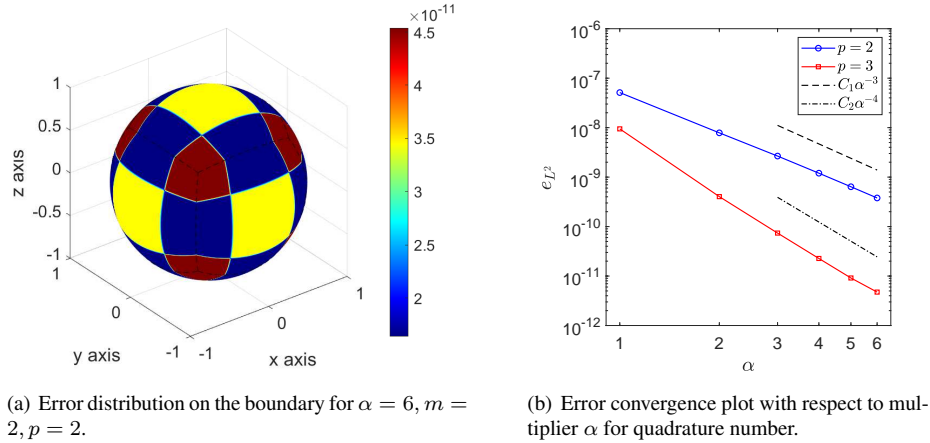 ×10⁻¹¹
4.5
4
3.5
3
2.5
2
1
0.5
0
-0.5
-1
z axis
1
0
-1
y axis
-1
0
1
x axis
10⁻⁶
10⁻⁷
10⁻⁸
10⁻⁹
10⁻¹⁰
10⁻¹¹
10⁻¹²
e_{L²}
p = 2
p = 3
C₁α⁻³
C₂α⁻⁴
1 2 3 4 5 6
α
(a) Error distribution on the boundary for α = 6, m =
2, p = 2.
(b) Error convergence plot with respect to mul-
tiplier α for quadrature number.